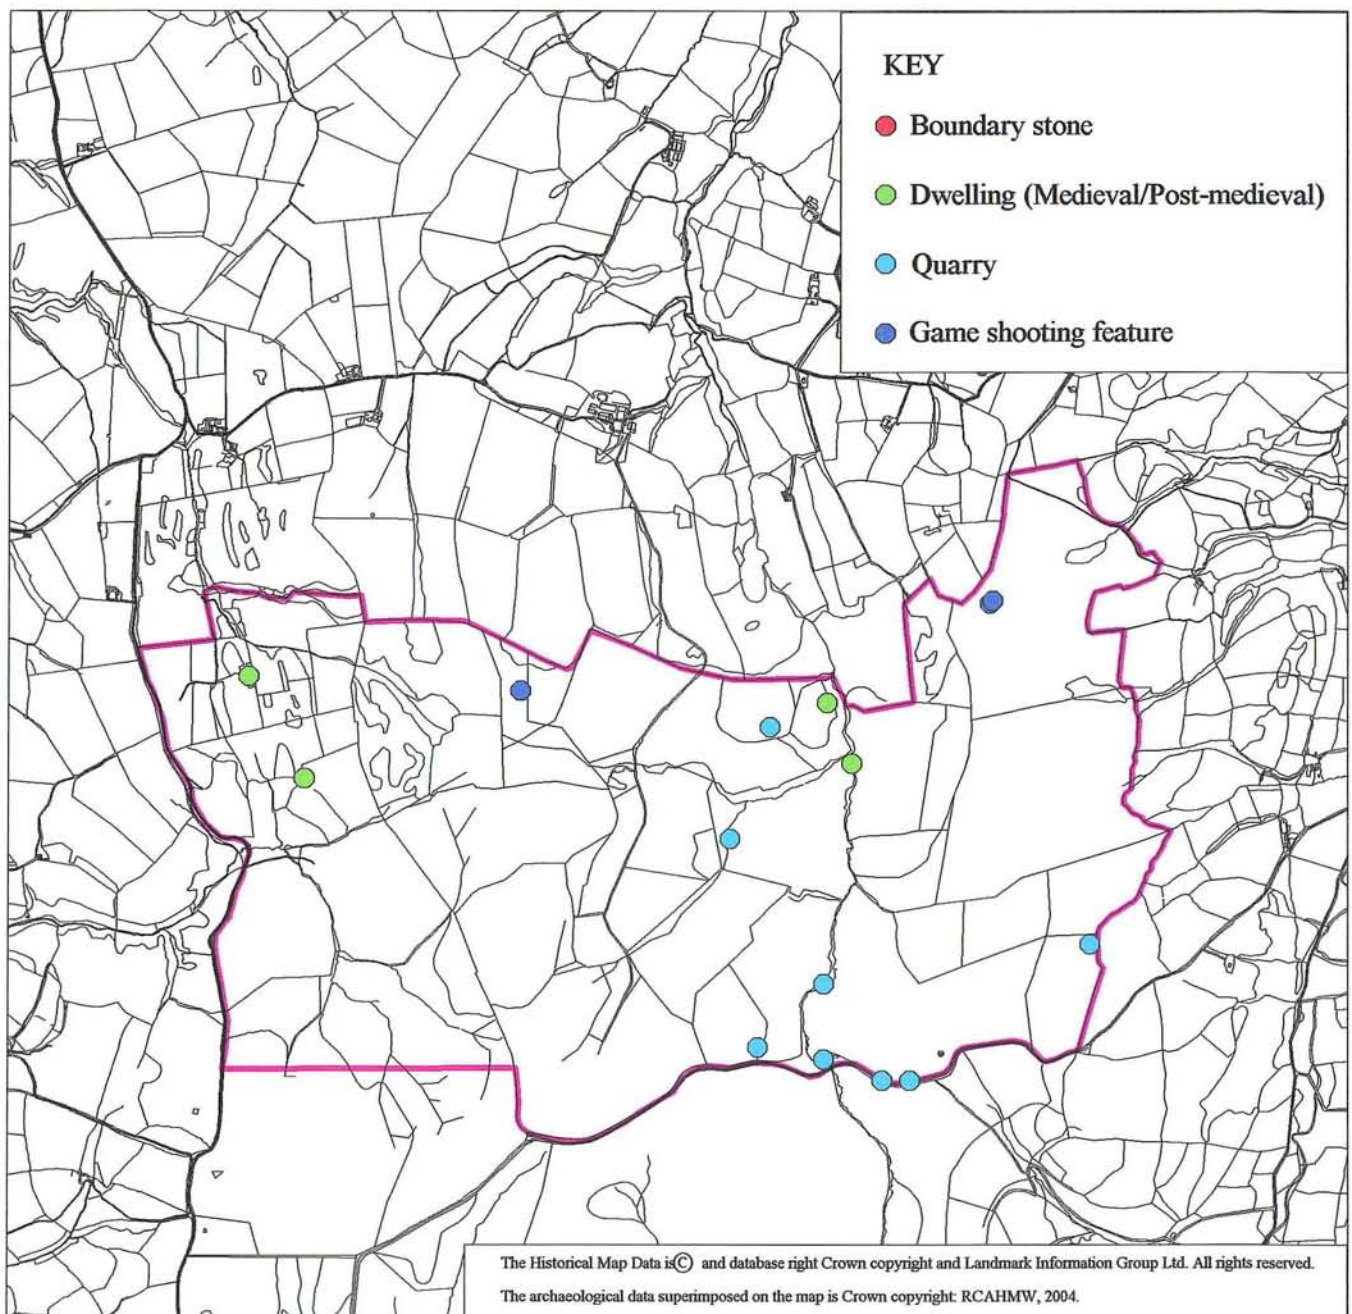 KEY
Boundary stone
Dwelling (Medieval/Post-medieval)
Quarry
Game shooting feature
The Historical Map Data is © and database right Crown copyright and Landmark Information Group Ltd. All rights reserved.
The archaeological data superimposed on the map is Crown copyright: RCAHMW, 2004.